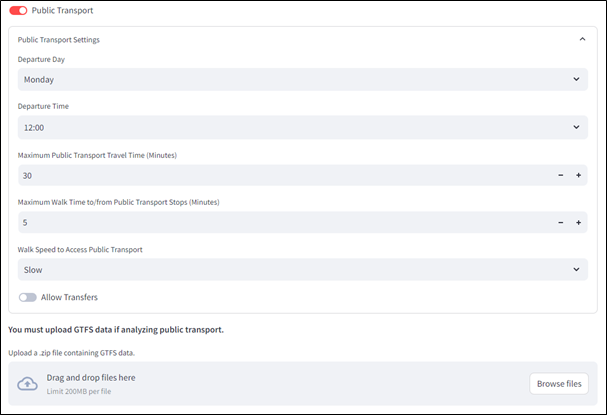 Public Transport
Public Transport Settings
Departure Day
Monday
Departure Time
12:00
Maximum Public Transport Travel Time (Minutes)
30
Maximum Walk Time to/from Public Transport Stops (Minutes)
5
Walk Speed to Access Public Transport
Slow
Allow Transfers
You must upload GTFS data if analyzing public transport.
Upload a .zip file containing GTFS data.
Drag and drop files here
Limit 200MB per file
Browse files